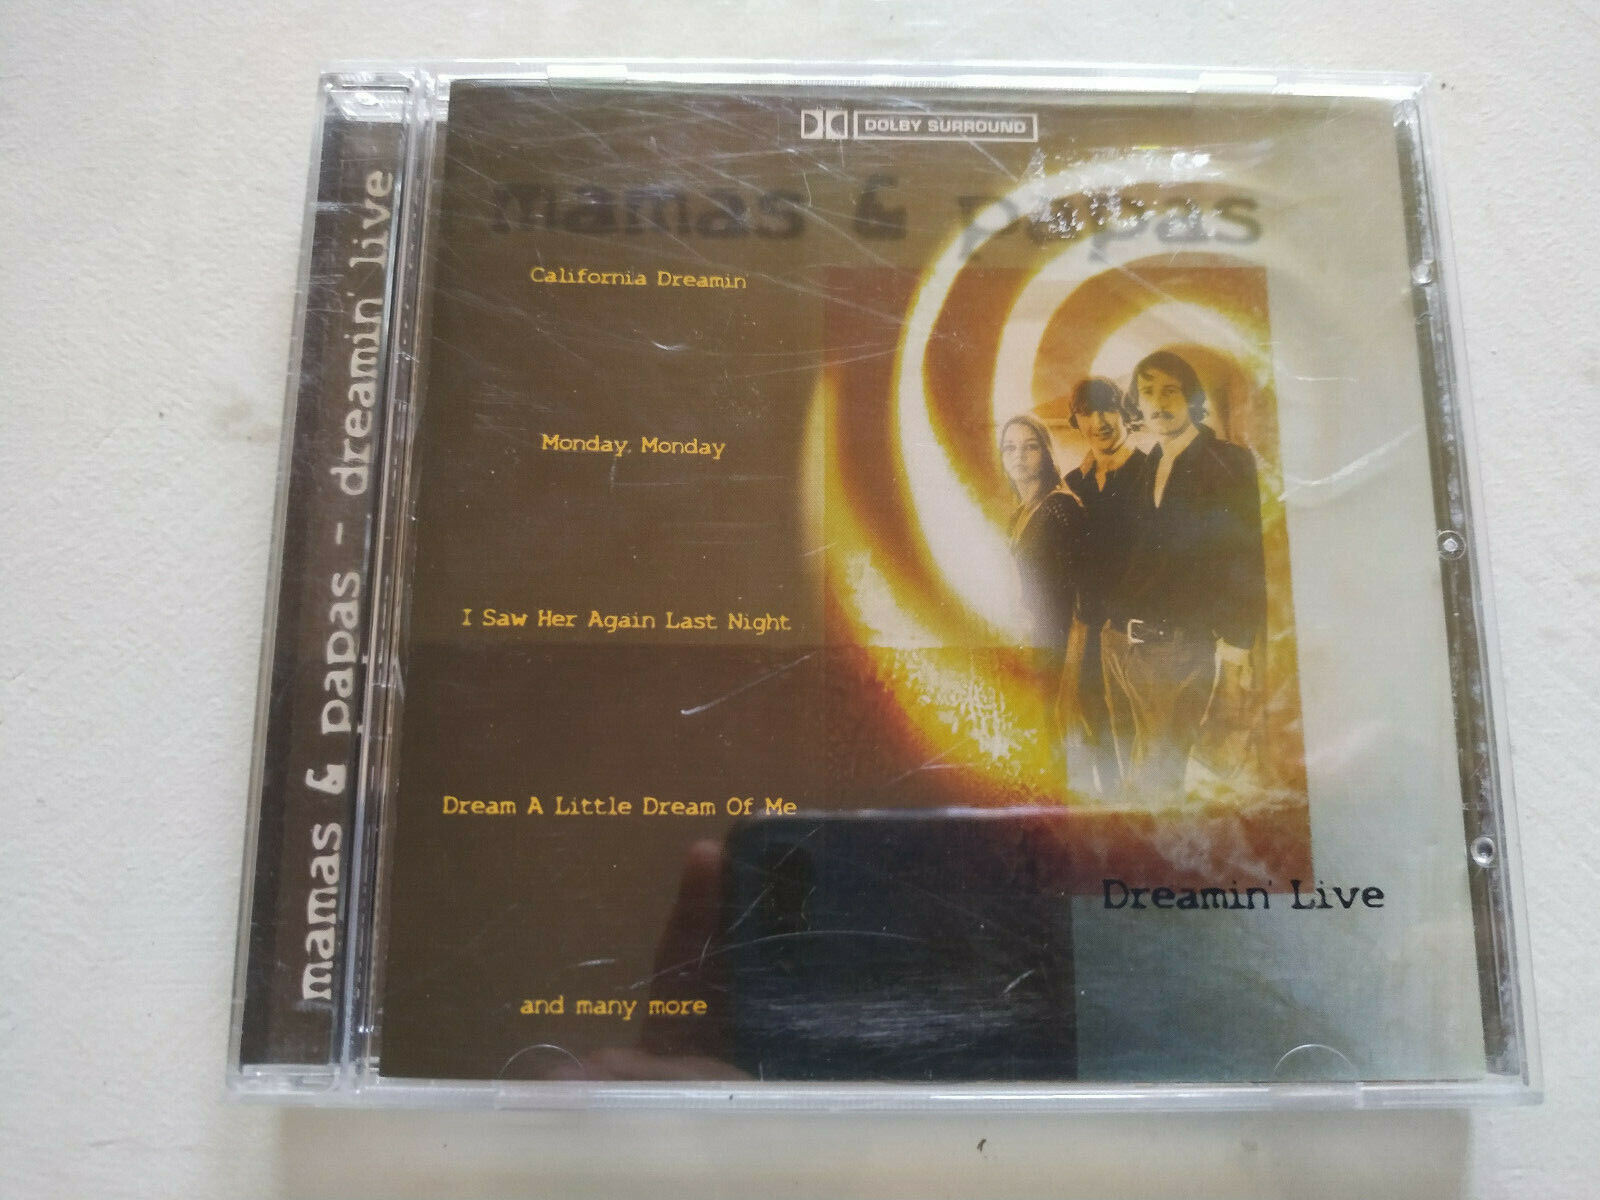 mamas & papas - dreamin' live
DOLBY SURROUND
mamas & papas
California Dreamin'
Monday, Monday
I Saw Her Again Last Night
Dream A Little Dream Of Me
Dreamin' Live
and many more